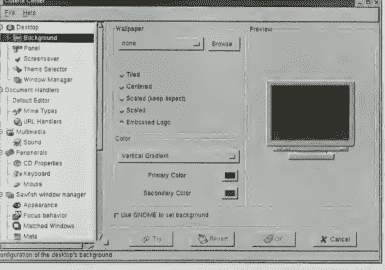 Control Center
File Help
Desktop
Background
Panel
Screensaver
Theme Selector
Window Manager
Document Handlers
Default Editor
Mime Types
URL Handlers
Multimedia
Sound
Peripherals
CD Properties
Keyboard
Mouse
Sawfish window manager
Appearance
Focus behavior
Matched Windows
Meta
Wallpaper
none
Browse
Tiled
Centered
Scaled (keep aspect)
Scaled
Embossed Logo
Color
Vertical Gradient
Primary Color
Secondary Color
Use GNOME to set background
Preview
Try
Revert
OK
Cancel
onfiguration of the desktop's background